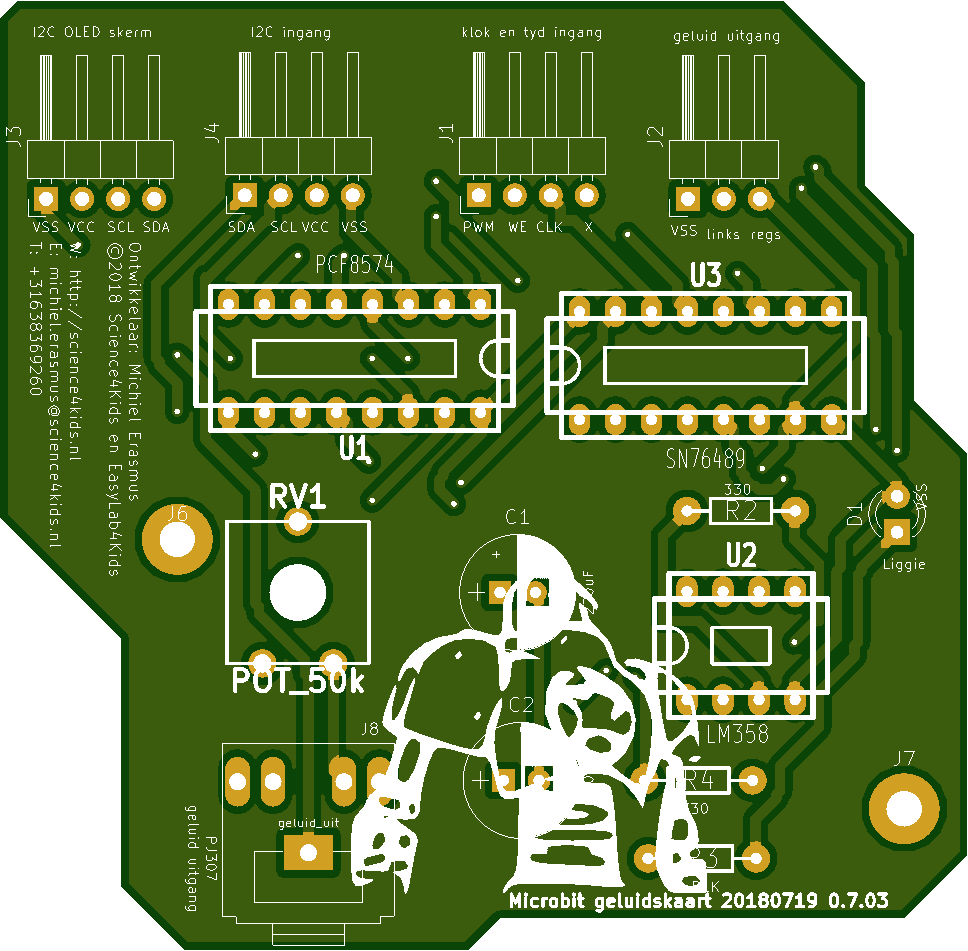 I2C OLED skerm
I2C ingang
klok en tyd ingang
geluid uitgang
J3
J4
J1
J2
VSS VCC SCL SDA
SDA SCL VCC VSS
PWM WE CLK X
VSS links regs
Ontwikkelaar: Michiel Erasmus
©2018 Science4Kids en EasyLab4Kids
W: http://science4kids.nl
E: michiel.erasmus@science4kids.nl
T: +31638369260
PCF8574
U3
U1
SN76489
RV1
J6
C1
330
R2
D1
VSS
Liggie
U2
POT_50k
C2
LM358
J8
J7
R4
geluid_uit
PJ307
geluid uitgang
Microbit geluidskaart 20180719 0.7.03